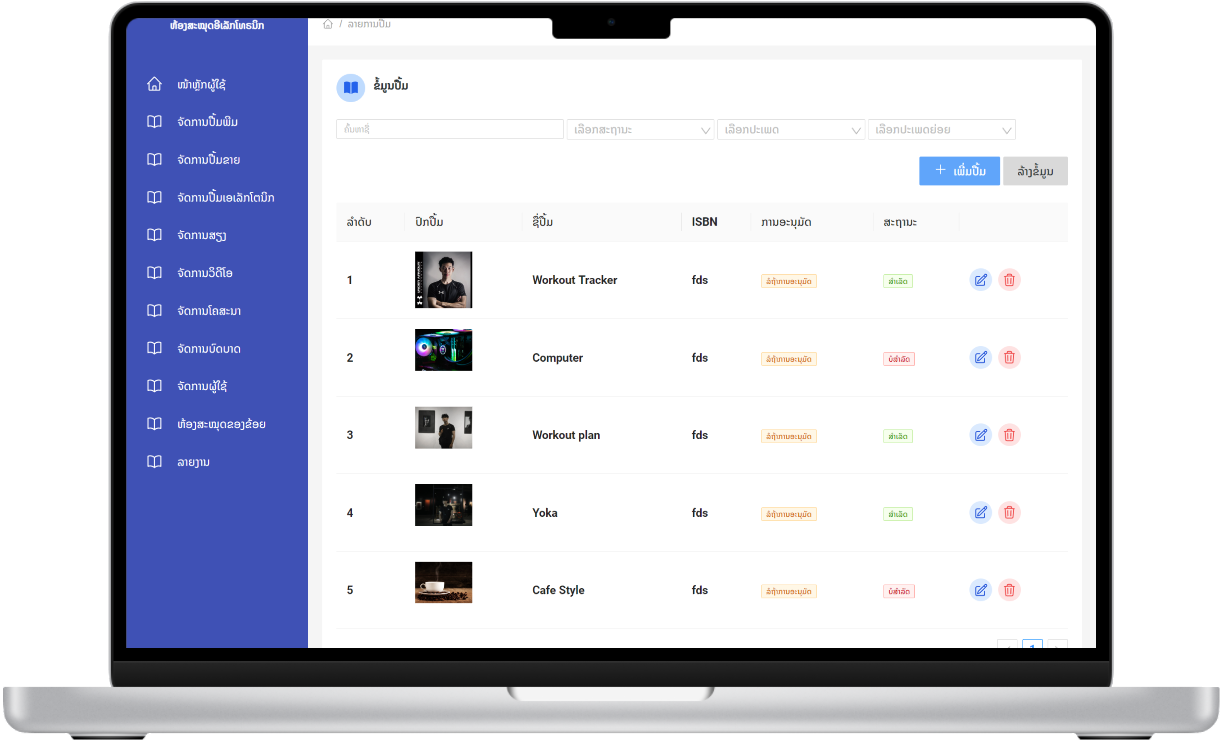 ຫ້ອງສະໝຸດອີເລັກໂທຣນິກ
/ ລາຍການປຶ້ມ
ໜ້າຫຼັກຜູ້ໃຊ້
ຈັດການປຶ້ມພິມ
ຈັດການປຶ້ມຂາຍ
ຈັດການປຶ້ມເອເລັກໂຕນິກ
ຈັດການສຽງ
ຈັດການວິດີໂອ
ຈັດການໂຄສະນາ
ຈັດການບົດບາດ
ຈັດການຜູ້ໃຊ້
ຫ້ອງສະໝຸດຂອງຂ້ອຍ
ລາຍງານ
ຂໍ້ມູນປຶ້ມ
ຄົ້ນຫາຊື່ ເລືອກສະຖານະ ເລືອກປະເພດ ເລືອກປະເພດຍ່ອຍ
+ ເພີ່ມປຶ້ມ ລ້າງຂໍ້ມູນ
ລຳດັບ ປົກປຶ້ມ ຊື່ປຶ້ມ ISBN ການອະນຸມັດ ສະຖານະ
1 Workout Tracker fds ລໍຖ້າການອະນຸມັດ ສຳເລັດ
2 Computer fds ລໍຖ້າການອະນຸມັດ ບໍ່ສຳເລັດ
3 Workout plan fds ລໍຖ້າການອະນຸມັດ ສຳເລັດ
4 Yoka fds ລໍຖ້າການອະນຸມັດ ສຳເລັດ
5 Cafe Style fds ລໍຖ້າການອະນຸມັດ ບໍ່ສຳເລັດ
1